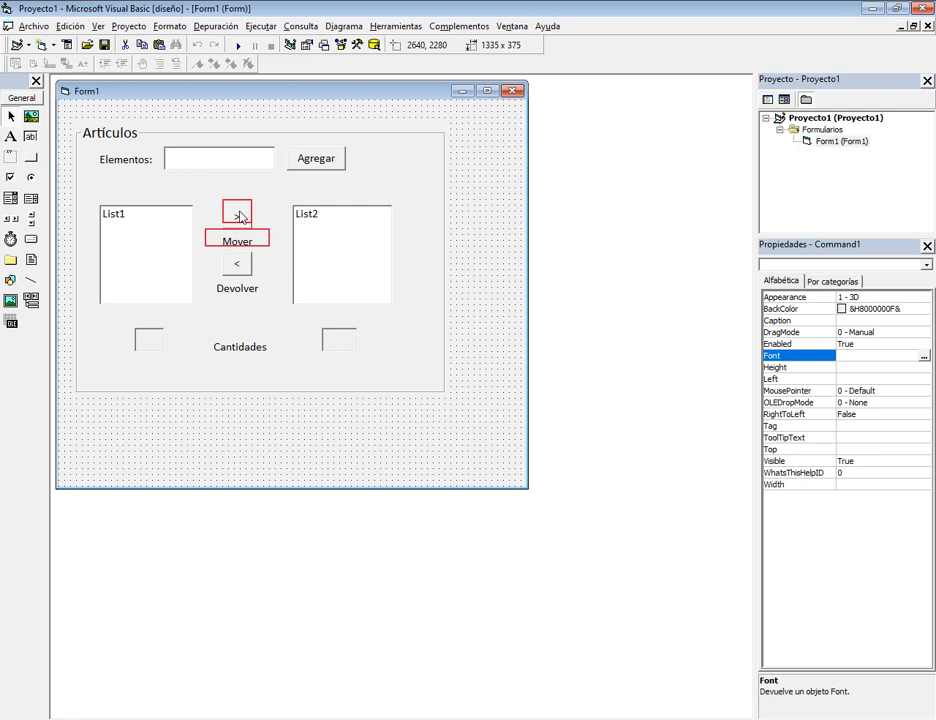 Proyecto1 - Microsoft Visual Basic [diseño] - [Form1 (Form)]
Archivo Edición Ver Proyecto Formato Depuración Ejecutar Consulta Diagrama Herramientas Complementos Ventana Ayuda
2640, 2280 1335 x 375
General
Form1
Artículos
Elementos: Agregar
List1 > List2
Mover
<
Devolver
Cantidades
Proyecto - Proyecto1
Proyecto1 (Proyecto1)
Formularios
Form1 (Form1)
Propiedades - Command1
Alfabética Por categorías
Appearance 1 - 3D
BackColor &H8000000F&
Caption
DragMode 0 - Manual
Enabled True
Font ...
Height
Left
MousePointer 0 - Default
OLEDropMode 0 - None
RightToLeft False
Tag
ToolTipText
Top
Visible True
WhatsThisHelpID 0
Width
Font
Devuelve un objeto Font.